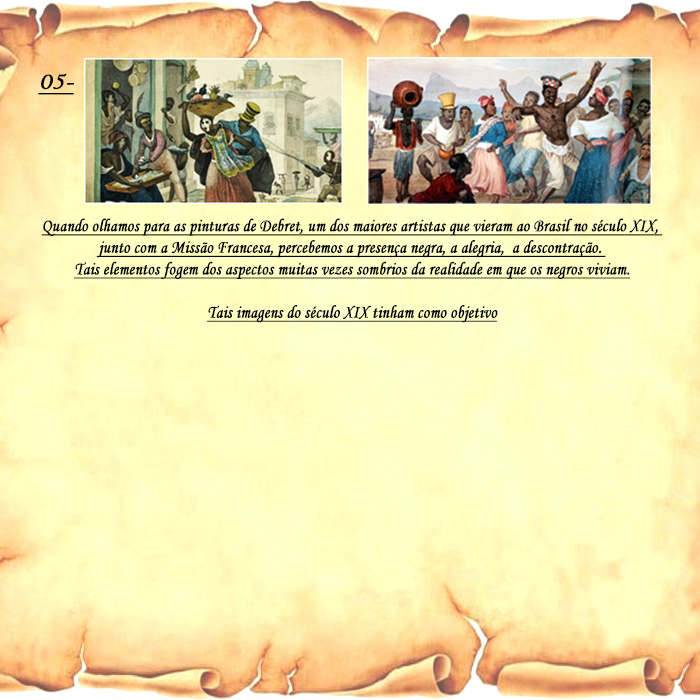 05-
Quando olhamos para as pinturas de Debret, um dos maiores artistas que vieram ao Brasil no século XIX,
junto com a Missão Francesa, percebemos a presença negra, a alegria, a descontração.
Tais elementos fogem dos aspectos muitas vezes sombrios da realidade em que os negros viviam.
Tais imagens do século XIX tinham como objetivo